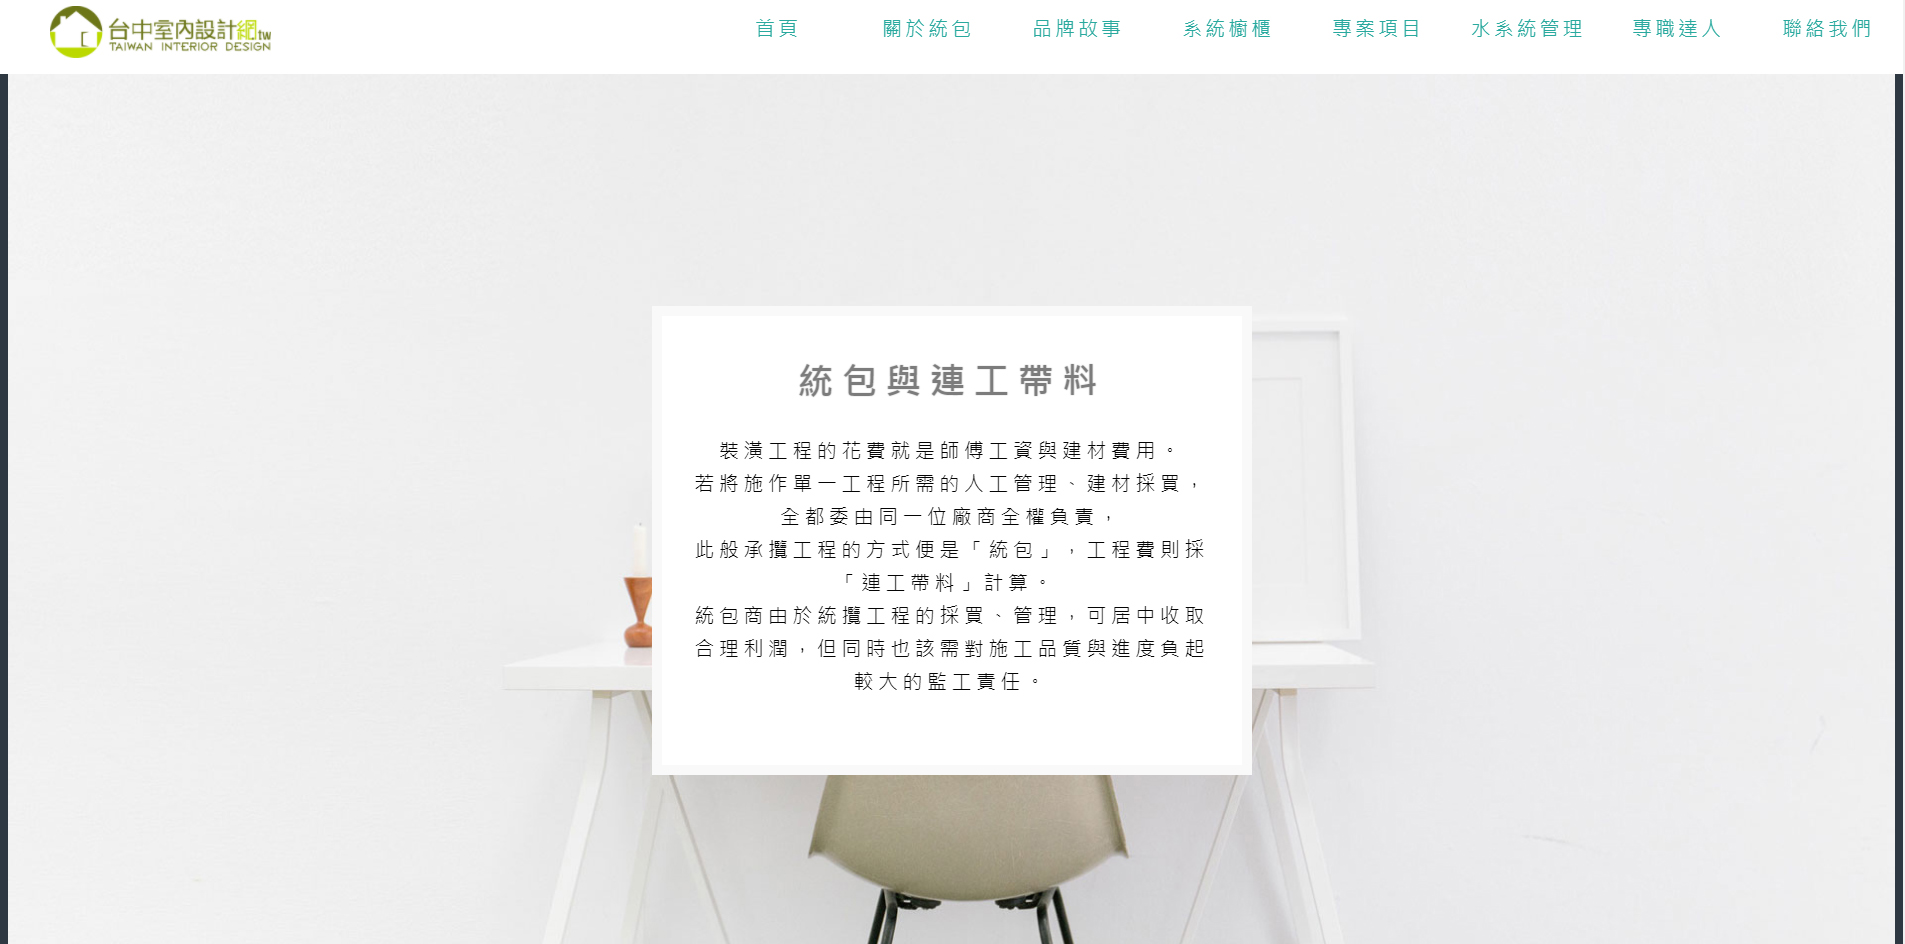 台中室內設計網.tw
TAIWAN INTERIOR DESIGN
首頁
關於統包
品牌故事
系統櫥櫃
專案項目
水系統管理
專職達人
聯絡我們
統包與連工帶料
裝潢工程的花費就是師傅工資與建材費用。
若將施作單一工程所需的人工管理、建材採買，
全都委由同一位廠商全權負責，
此般承攬工程的方式便是「統包」，工程費則採
「連工帶料」計算。
統包商由於統攬工程的採買、管理，可居中收取
合理利潤，但同時也該需對施工品質與進度負起
較大的監工責任。